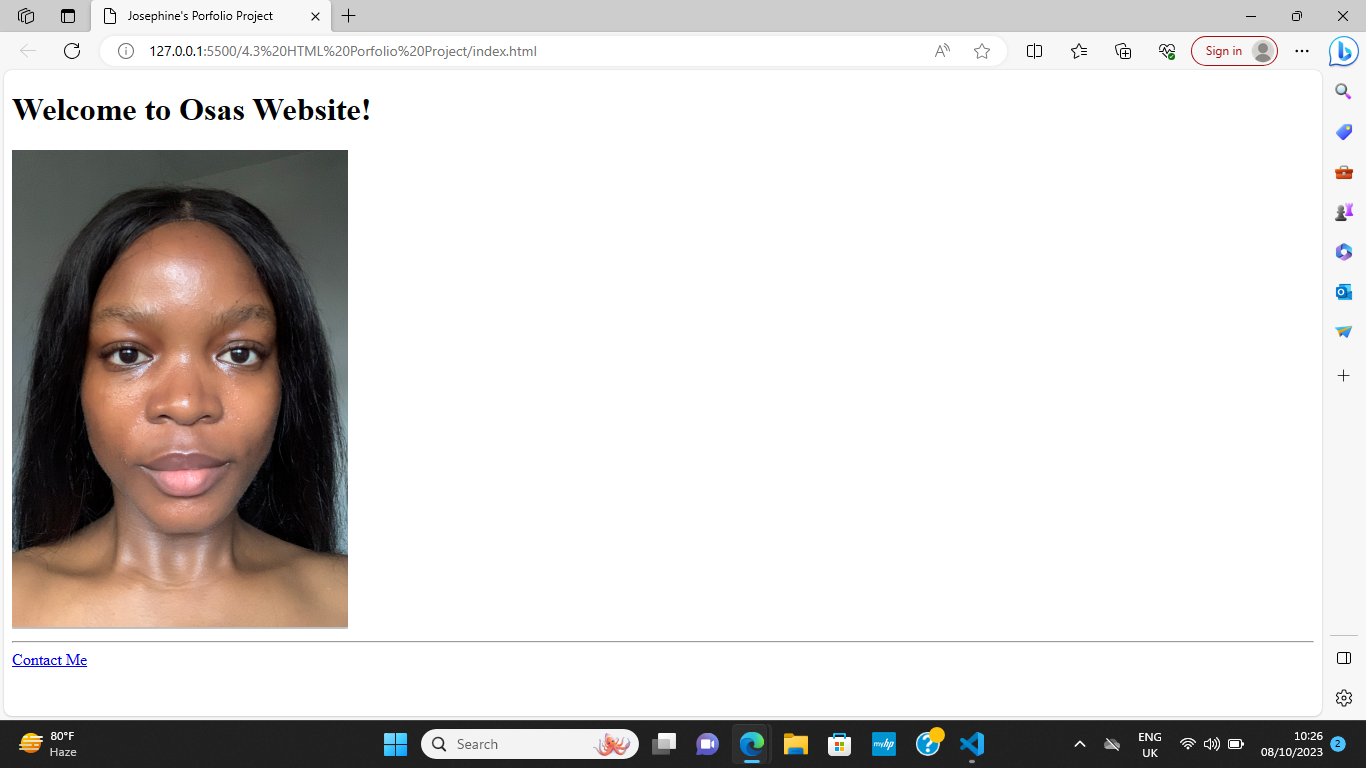 Josephine's Porfolio Project
127.0.0.1:5500/4.3%20HTML%20Porfolio%20Project/index.html
Sign in
Welcome to Osas Website!
Contact Me
80°F
Haze
Search
myhp
ENG
UK
10:26
08/10/2023
2